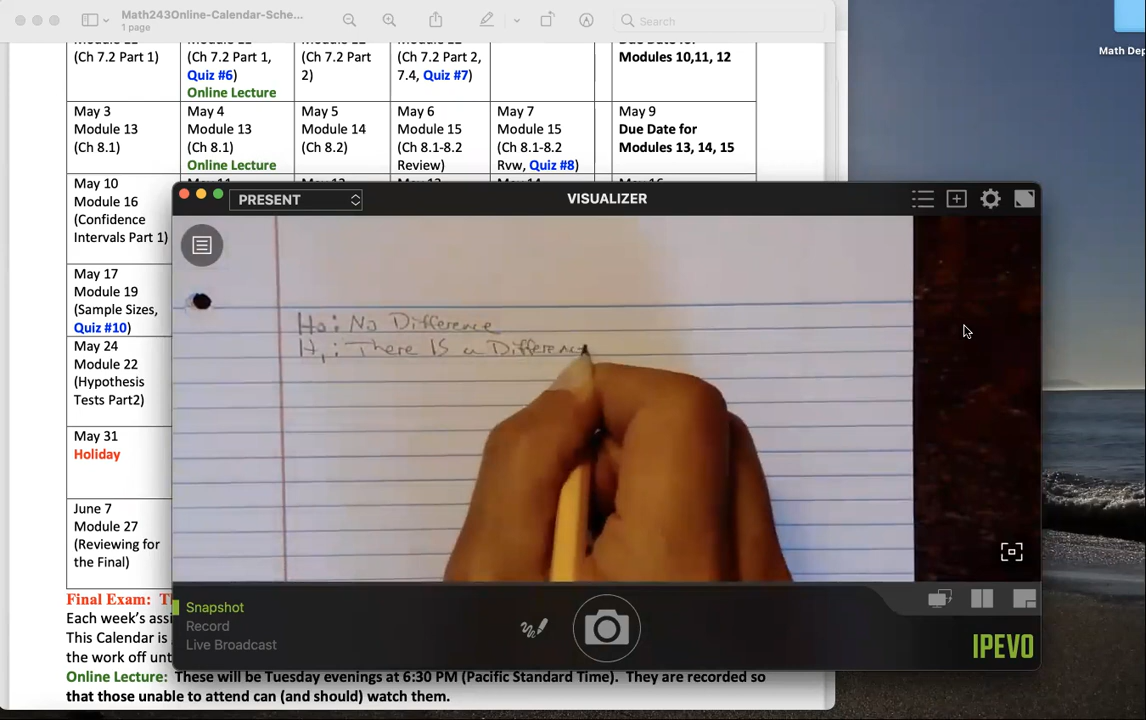 Math243Online-Calendar-Sche...
1 page
Search
Math Dep
(Ch 7.2 Part 1)
(Ch 7.2 Part 1,
Quiz #6)
Online Lecture
(Ch 7.2 Part
2)
(Ch 7.2 Part 2,
7.4, Quiz #7)
Modules 10,11, 12
May 3
Module 13
(Ch 8.1)
May 4
Module 13
(Ch 8.1)
Online Lecture
May 5
Module 14
(Ch 8.2)
May 6
Module 15
(Ch 8.1-8.2
Review)
May 7
Module 15
(Ch 8.1-8.2
Rvw, Quiz #8)
May 9
Due Date for
Modules 13, 14, 15
May 10
Module 16
(Confidence
Intervals Part 1)
May 17
Module 19
(Sample Sizes,
Quiz #10)
May 24
Module 22
(Hypothesis
Tests Part2)
May 31
Holiday
June 7
Module 27
(Reviewing for
the Final)
PRESENT
VISUALIZER
Ho: No Difference
H1: There IS a Differenc
Snapshot
Record
Live Broadcast
IPEVO
Final Exam: T
Each week's assi
This Calendar is
the work off unt
Online Lecture: These will be Tuesday evenings at 6:30 PM (Pacific Standard Time). They are recorded so
that those unable to attend can (and should) watch them.